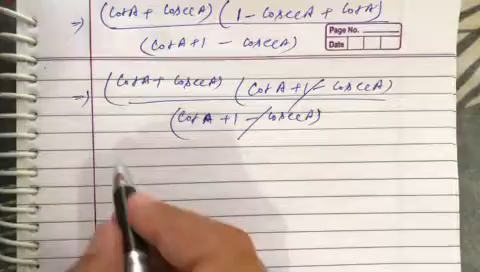 => (CotA + CosecA) (1 - CosecA + CotA)
(CotA+1 - CosecA)
Page No.
Date
=> (CotA + CosecA) (CotA+1 - CosecA)
(CotA +1 - CosecA)